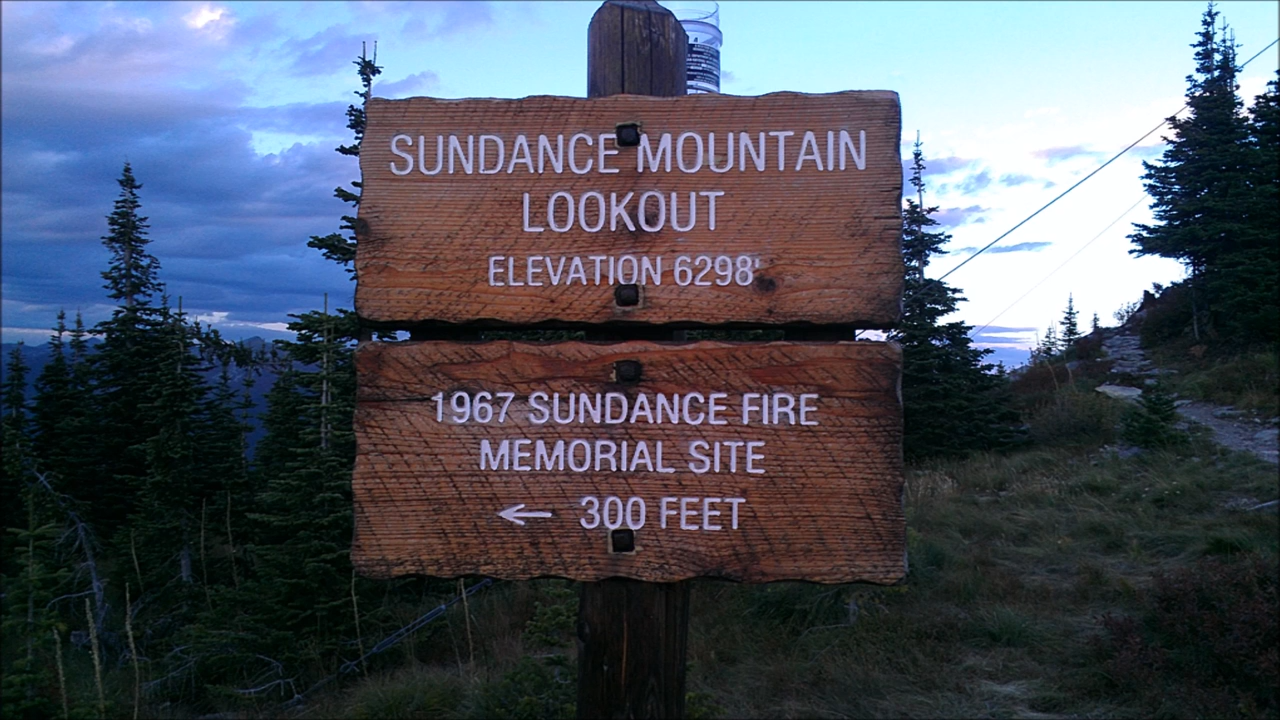 SUNDANCE MOUNTAIN
LOOKOUT
ELEVATION 6298'
1967 SUNDANCE FIRE
MEMORIAL SITE
← 300 FEET